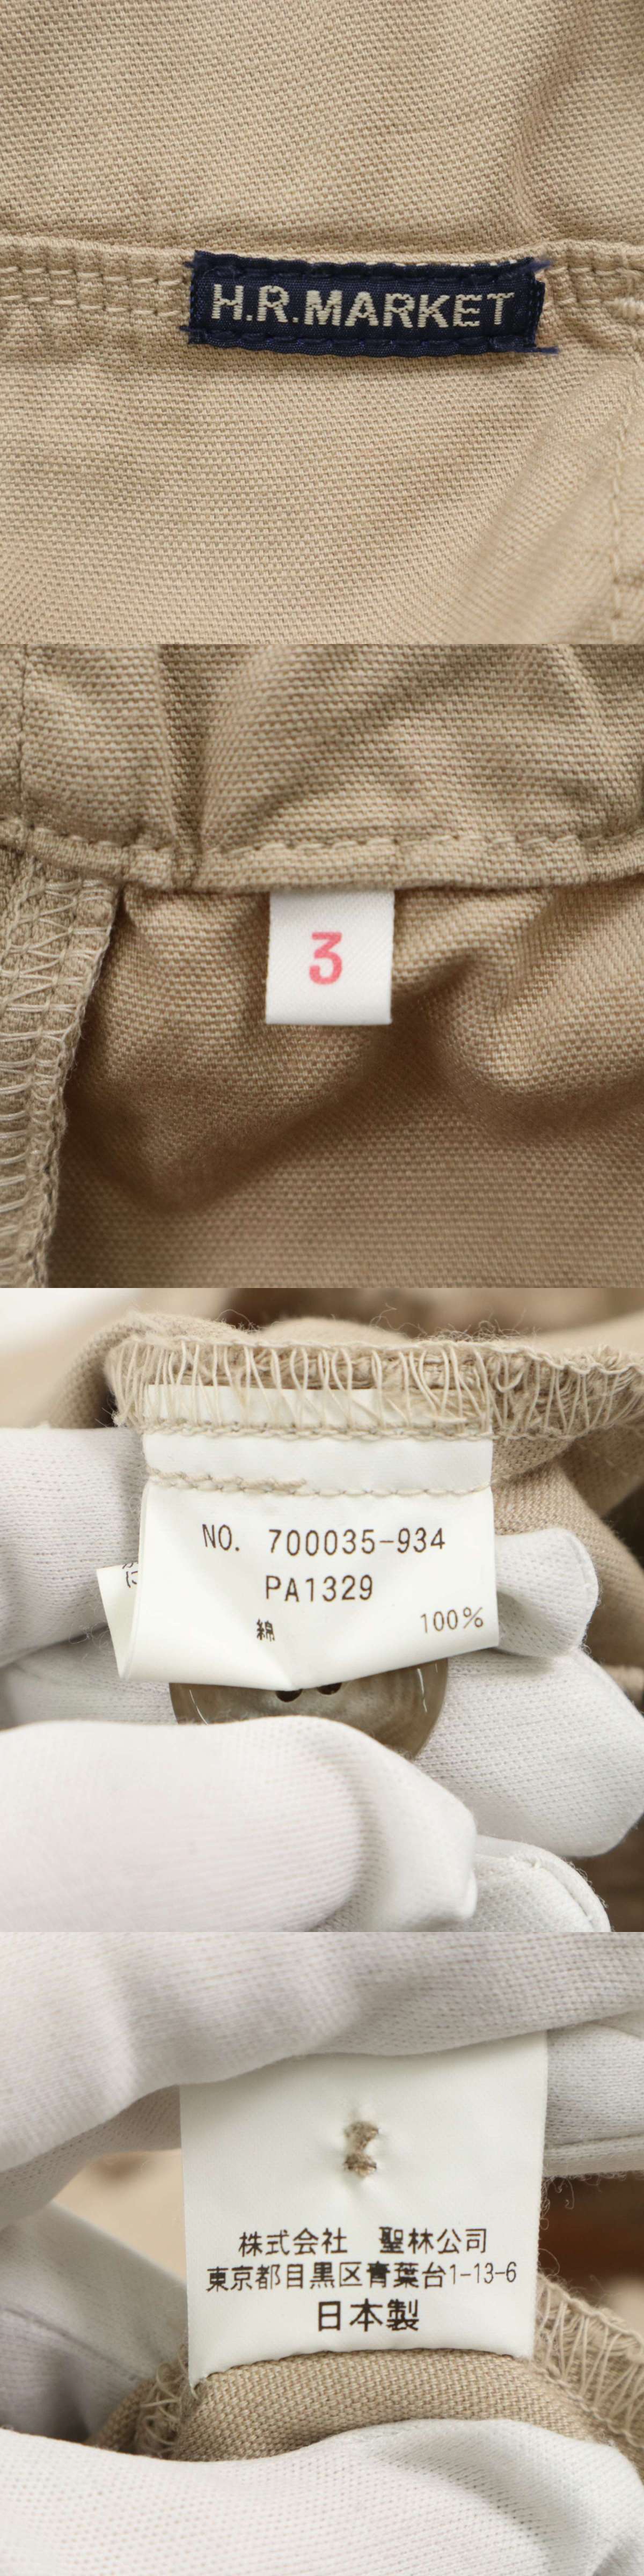 H.R.MARKET
3
NO. 700035-934
PA1329
綿 100%
に
株式会社 聖林公司
東京都目黒区青葉台1-13-6
日本製